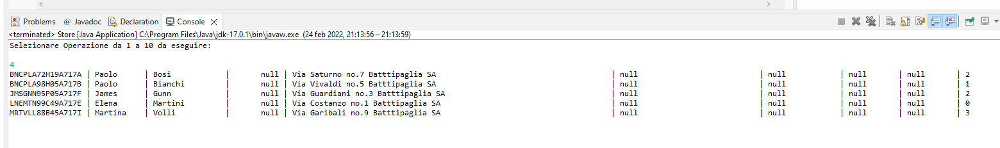 Problems @ Javadoc Declaration Console
<terminated> Store [Java Application] C:\Program Files\Java\jdk-17.0.1\bin\javaw.exe (24 feb 2022, 21:13:56 – 21:13:59)
Selezionare Operazione da 1 a 10 da eseguire:
4
BNCPLA72H19A717A | Paolo | Bosi | null | Via Saturno no.7 Batttipaglia SA | null | null | null | null | 2
BNCPLA98H05A717B | Paolo | Bianchi | null | Via Vivaldi no.5 Batttipaglia SA | null | null | null | null | 1
JMSGNN95P05A717F | James | Gunn | null | Via Guardiani no.3 Batttipaglia SA | null | null | null | null | 2
LNEMTN99C49A717E | Elena | Martini | null | Via Costanzo no.1 Batttipaglia SA | null | null | null | null | 0
MRTVLL88B45A717I | Martina | Volli | null | Via Garibali no.9 Batttipaglia SA | null | null | null | null | 3